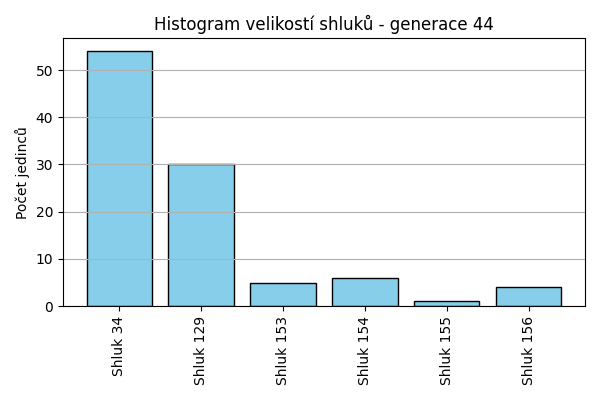 Histogram velikostí shluků - generace 44
Počet jedinců
50
40
30
20
10
0
Shluk 34
Shluk 129
Shluk 153
Shluk 154
Shluk 155
Shluk 156